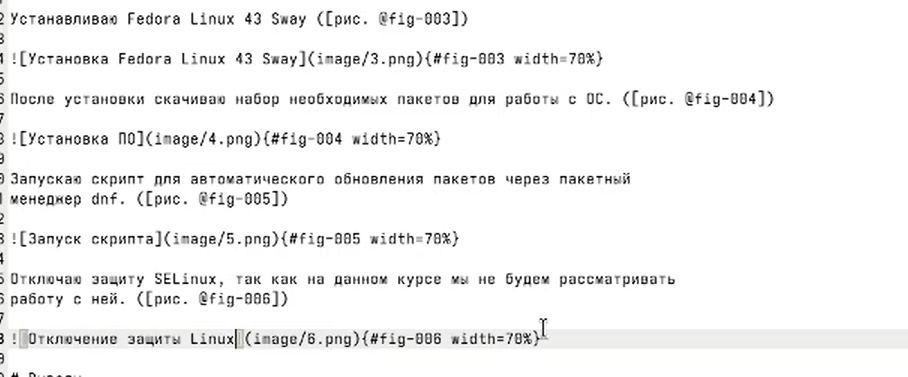 Устанавливаю Fedora Linux 43 Sway ([рис. @fig-003])
![Установка Fedora Linux 43 Sway](image/3.png){#fig-003 width=70%}
После установки скачиваю набор необходимых пакетов для работы с ОС. ([рис. @fig-004])
![Установка ПО](image/4.png){#fig-004 width=70%}
Запускаю скрипт для автоматического обновления пакетов через пакетный
менеджер dnf. ([рис. @fig-005])
![Запуск скрипта](image/5.png){#fig-005 width=70%}
Отключаю защиту SELinux, так как на данном курсе мы не будем рассматривать
работу с ней. ([рис. @fig-006])
![Отключение защиты Linux](image/6.png){#fig-006 width=70%}